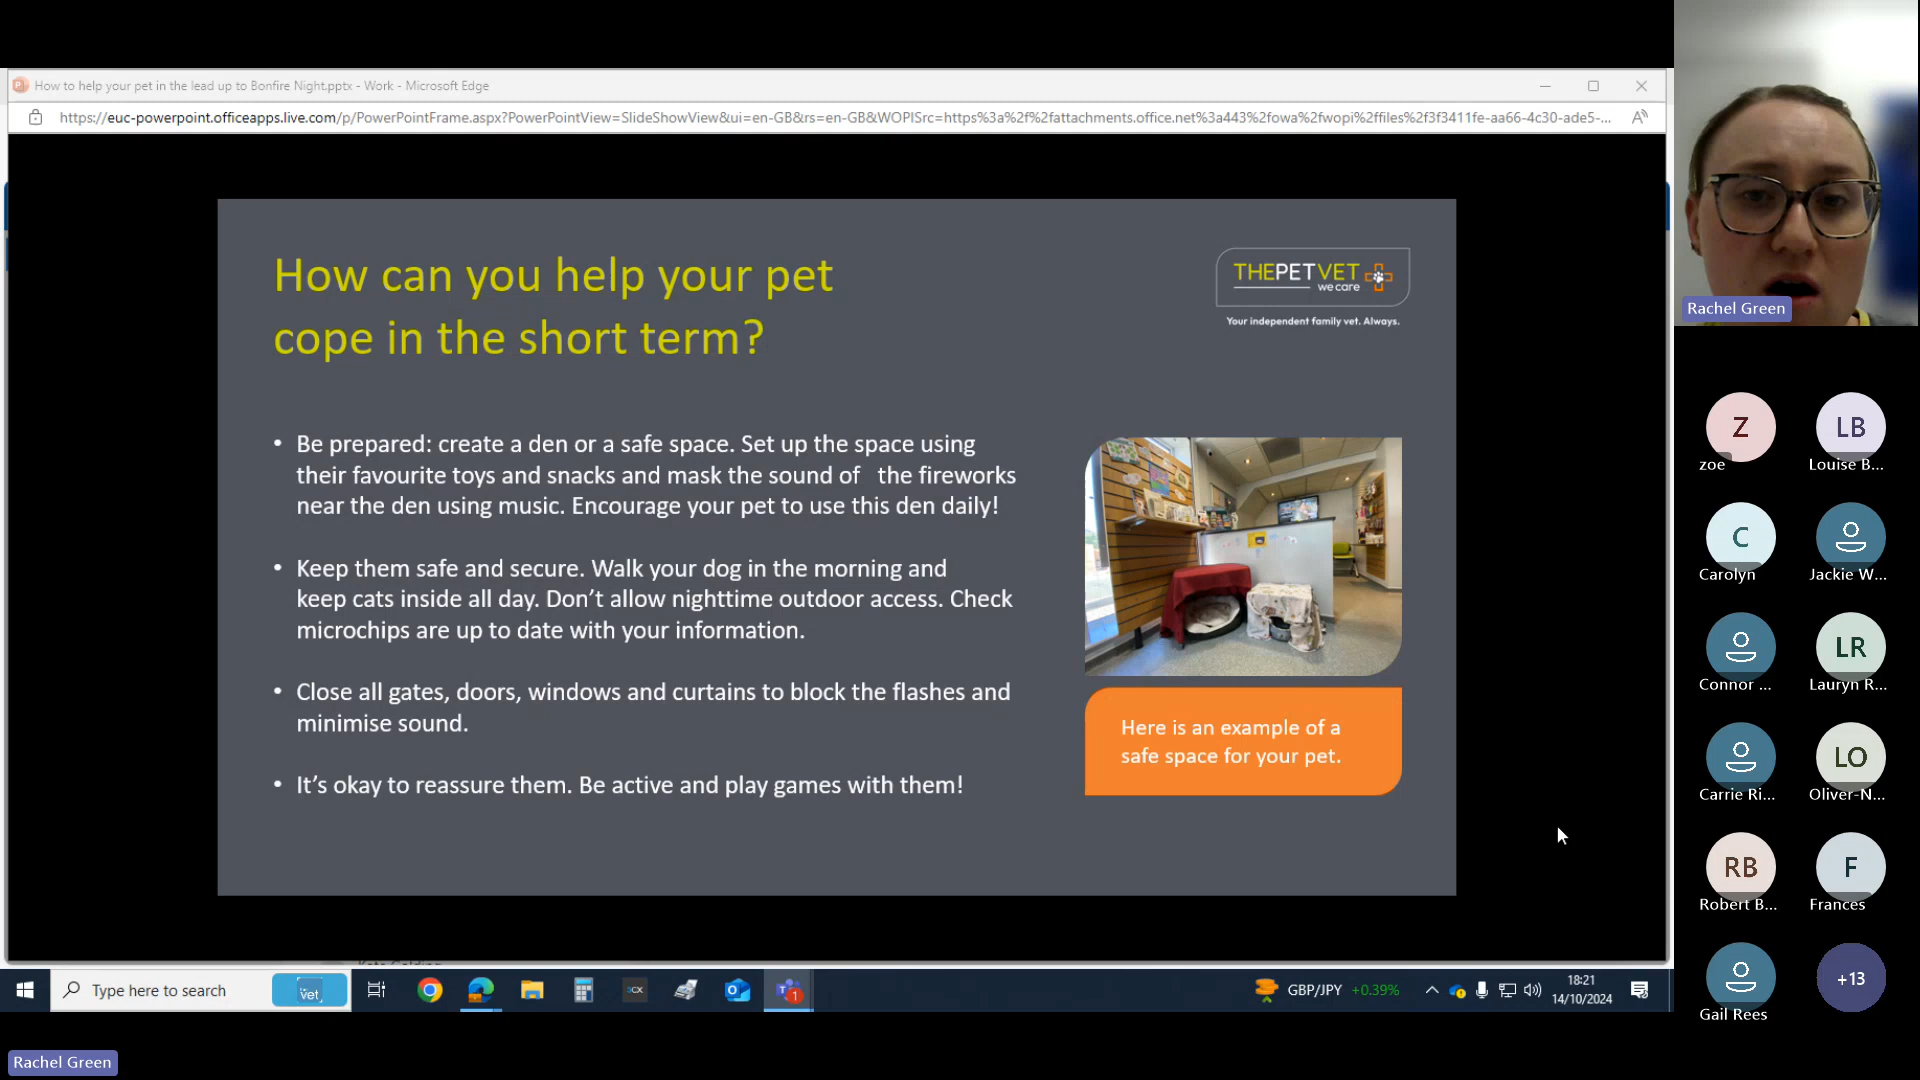 How to help your pet in the lead up to Bonfire Night.pptx - Work - Microsoft Edge
https://euc-powerpoint.officeapps.live.com/p/PowerPointFrame.aspx?PowerPointView=SlideShowView&ui=en-GB&rs=en-GB&WOPISrc=https%3a%2f%2fattachments.office.net%3a443%2fowa%2fwopi%2ffiles%2f3f3411fe-aa66-4c30-ade5-...
How can you help your pet
cope in the short term?
THEPETVET
we care
Your independent family vet. Always.
• Be prepared: create a den or a safe space. Set up the space using
their favourite toys and snacks and mask the sound of the fireworks
near the den using music. Encourage your pet to use this den daily!
• Keep them safe and secure. Walk your dog in the morning and
keep cats inside all day. Don’t allow nighttime outdoor access. Check
microchips are up to date with your information.
• Close all gates, doors, windows and curtains to block the flashes and
minimise sound.
• It’s okay to reassure them. Be active and play games with them!
Here is an example of a
safe space for your pet.
Type here to search
vet
3CX
1
GBP/JPY +0.39%
18:21
14/10/2024
Rachel Green
Rachel Green
Z
zoe
LB
Louise B...
C
Carolyn
Jackie W...
Connor ...
LR
Lauryn R...
Carrie Ri...
LO
Oliver-N...
RB
Robert B...
F
Frances
Gail Rees
+13